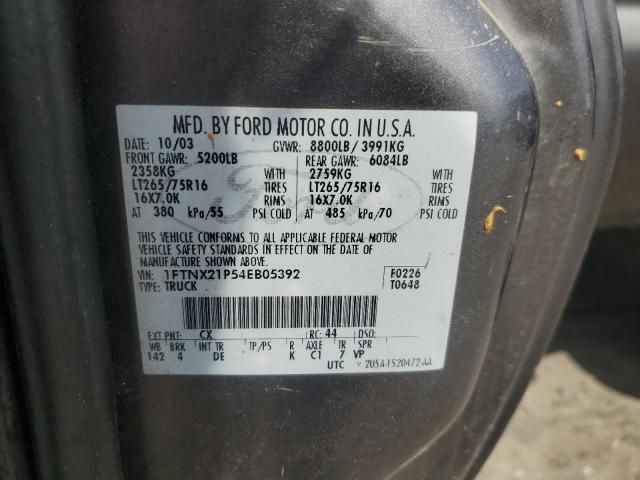 MFD. BY FORD MOTOR CO. IN U.S.A.
DATE: 10/03 GVWR: 8800LB/ 3991KG
FRONT GAWR: 5200LB REAR GAWR: 6084LB
2358KG WITH 2759KG WITH
LT265/75R16 TIRES LT265/75R16 TIRES
16X7.0K RIMS 16X7.0K RIMS
AT 380 kPa/55 PSI COLD AT 485 kPa/70 PSI COLD
THIS VEHICLE CONFORMS TO ALL APPLICABLE FEDERAL MOTOR
VEHICLE SAFETY STANDARDS IN EFFECT ON THE DATE OF
MANUFACTURE SHOWN ABOVE.
VIN: 1FTNX21P54EB05392 F0226
TYPE: TRUCK T0648
EXT PNT: CX RC: 44 DSO:
WB BRK INT TR TP/PS R AXLE TR SPR
142 4 DE K C1 7 VP
UTC 2U5A-1520472-AA
Ford